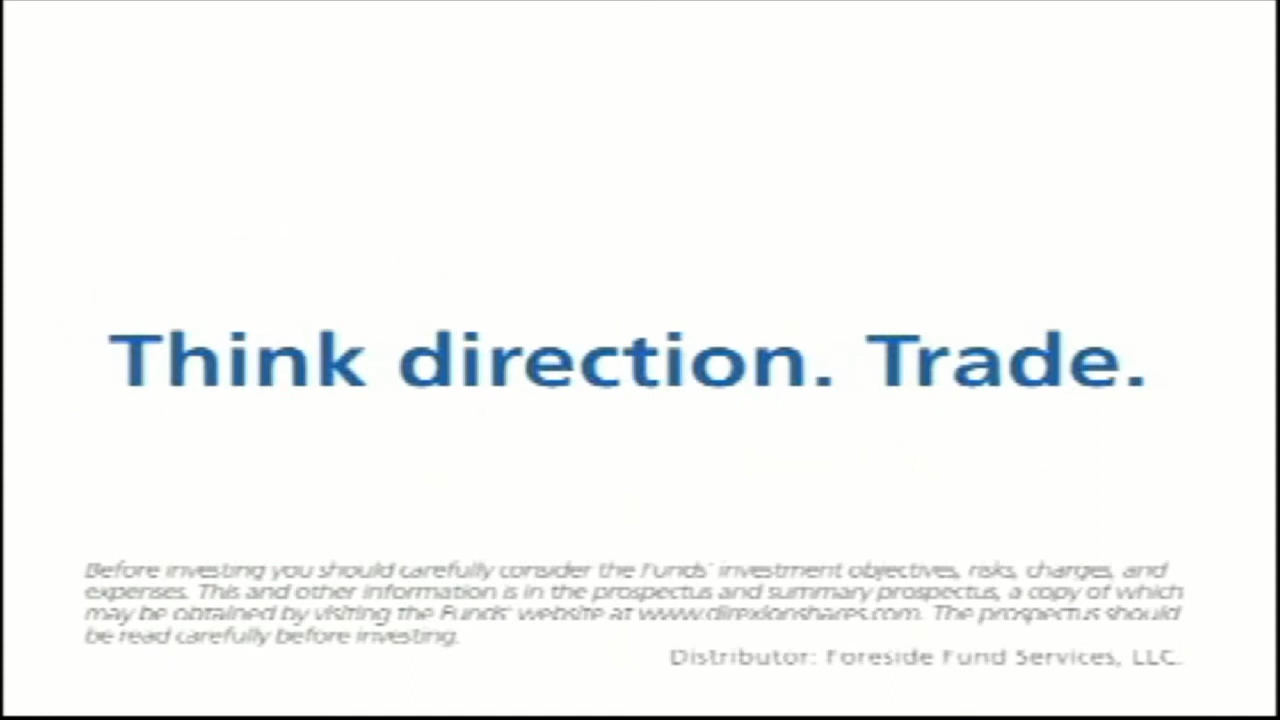 Think direction. Trade.
Before investing you should carefully consider the Funds' investment objectives, risks, charges, and
expenses. This and other information is in the prospectus and summary prospectus, a copy of which
may be obtained by visiting the Funds' website at www.direxionshares.com. The prospectus should
be read carefully before investing.
Distributor: Foreside Fund Services, LLC.